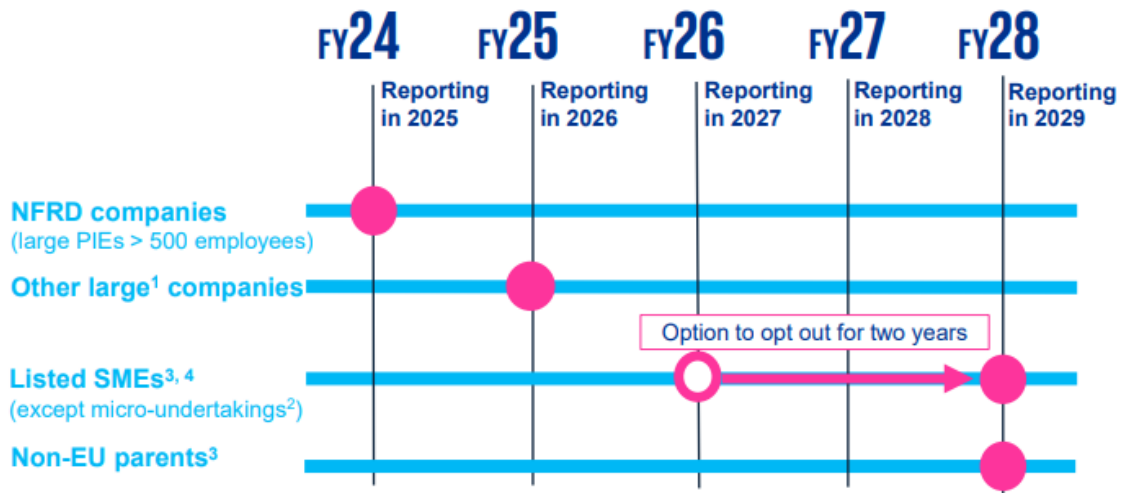 FY24 FY25 FY26 FY27 FY28
Reporting Reporting Reporting Reporting Reporting
in 2025 in 2026 in 2027 in 2028 in 2029
NFRD companies
(large PIEs > 500 employees)
Other large¹ companies
Option to opt out for two years
Listed SMEs³, ⁴
(except micro-undertakings²)
Non-EU parents³